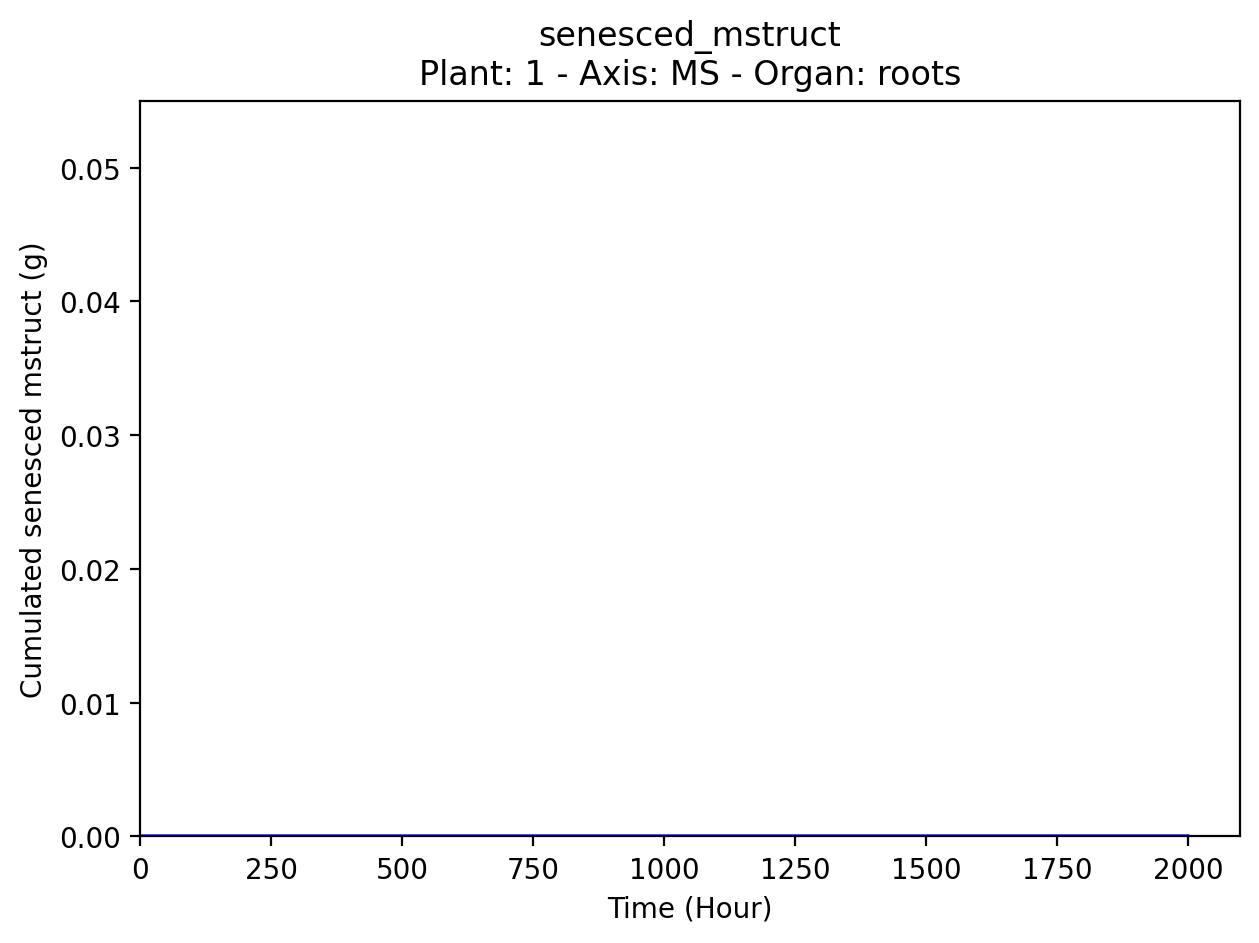 senesced_mstruct
Plant: 1 - Axis: MS - Organ: roots
Cumulated senesced mstruct (g)
0.05
0.04
0.03
0.02
0.01
0.00
0 250 500 750 1000 1250 1500 1750 2000
Time (Hour)